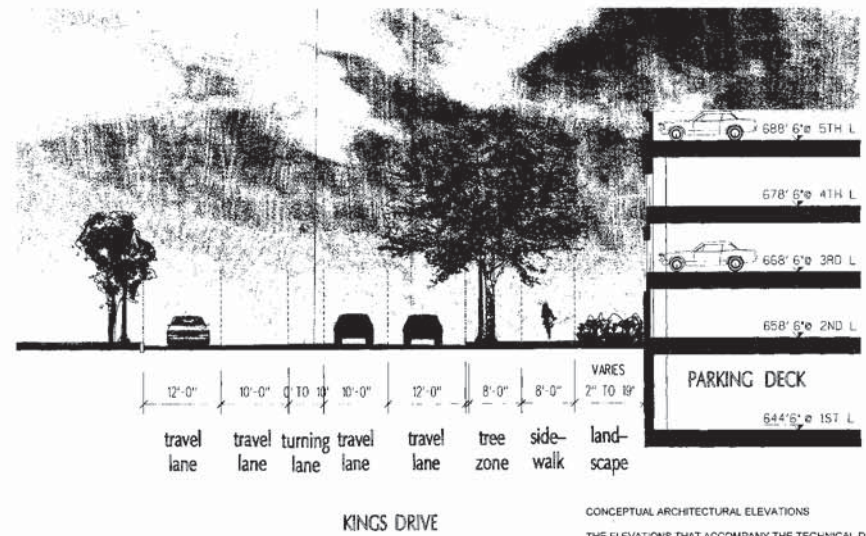 688' 6"@ 5TH L
678' 6"@ 4TH L
668' 6"@ 3RD L
658' 6"@ 2ND L
PARKING DECK
644'6"@ 1ST L
12'-0" 10'-0" 0' TO 10' 10'-0" 12'-0" 8'-0" 8'-0" VARIES 2" TO 19'
travel lane
travel lane
turning lane
travel lane
travel lane
tree zone
side-walk
land-scape
KINGS DRIVE
CONCEPTUAL ARCHITECTURAL ELEVATIONS
THE ELEVATIONS THAT ACCOMPANY THE TECHNICAL D